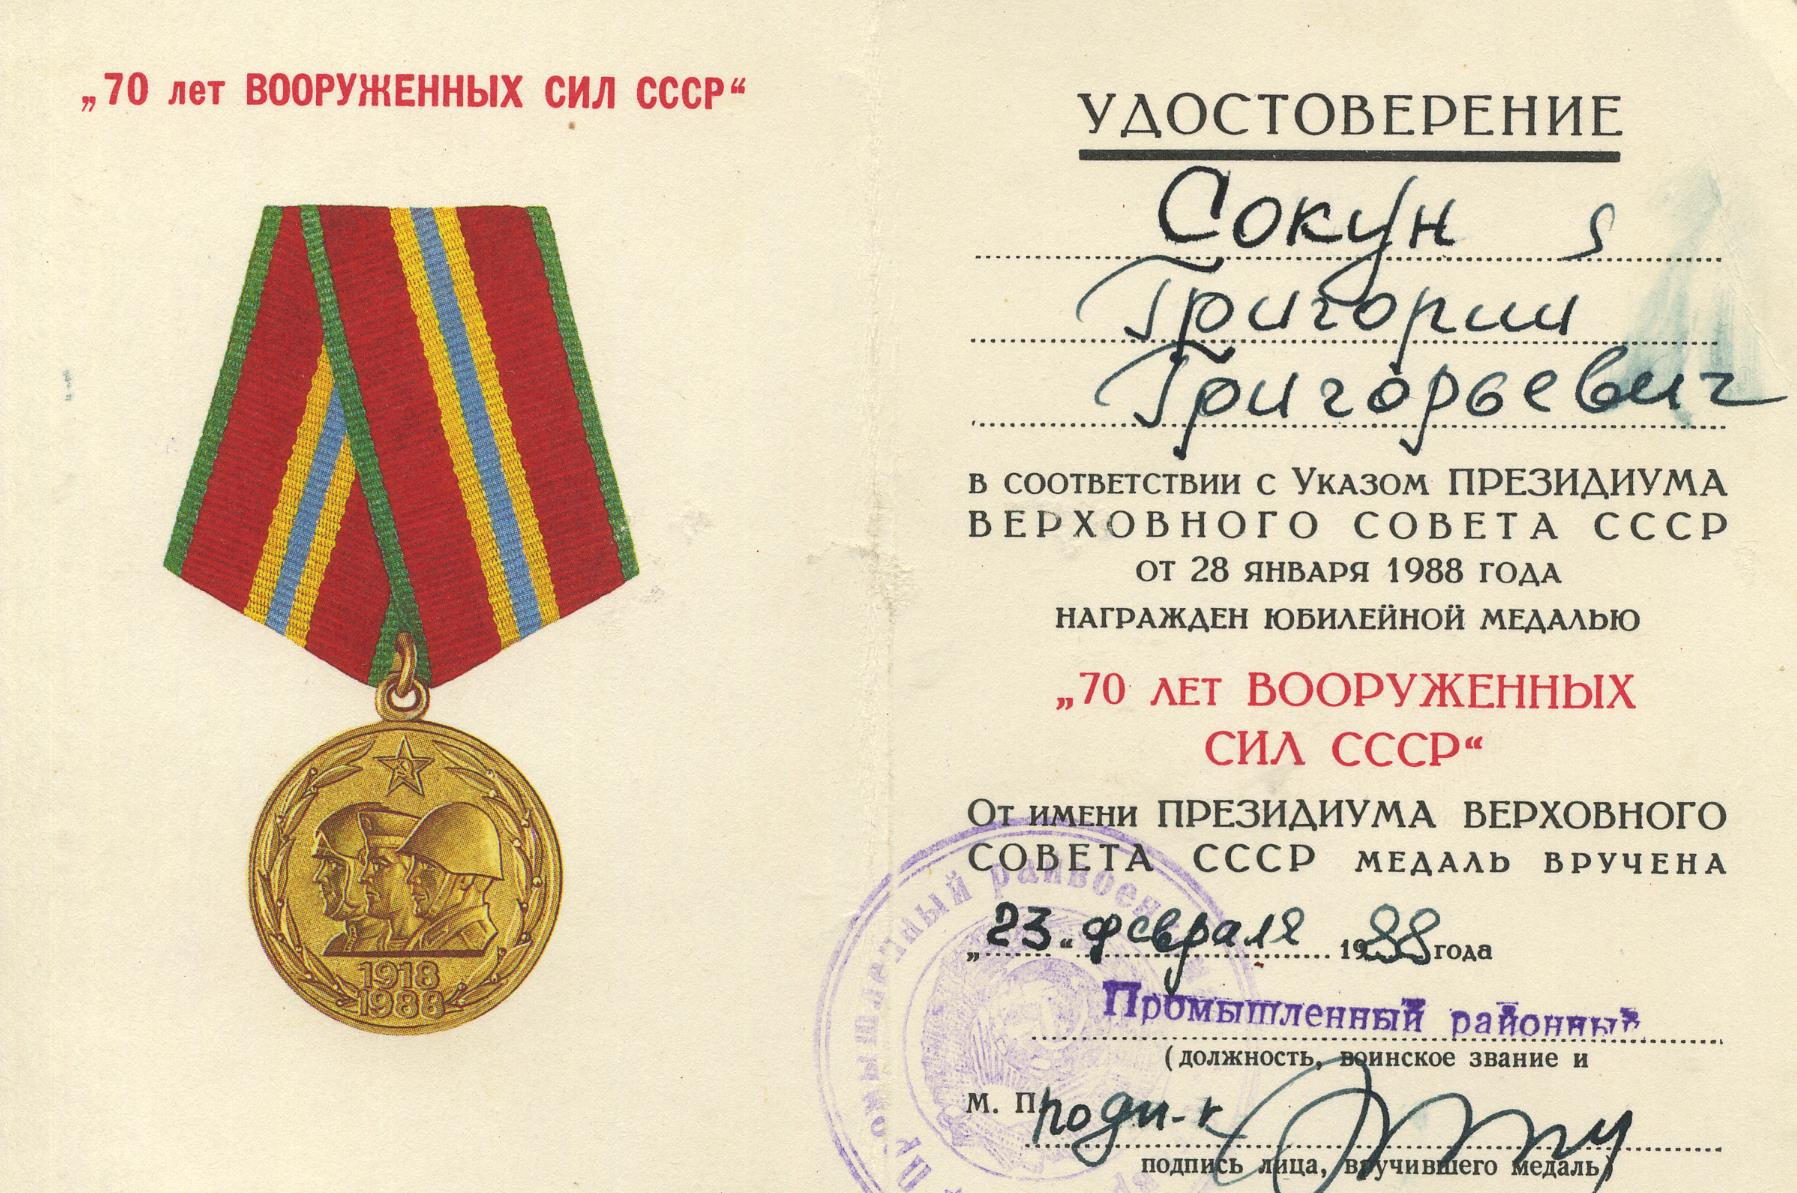 „70 лет ВООРУЖЕННЫХ СИЛ СССР“
1918
1988
УДОСТОВЕРЕНИЕ
Сокун
Григорий
Григорьевич
в соответствии с Указом ПРЕЗИДИУМА
ВЕРХОВНОГО СОВЕТА СССР
от 28 января 1988 года
награжден юбилейной медалью
„70 лет ВООРУЖЕННЫХ
СИЛ СССР“
От имени ПРЕЗИДИУМА ВЕРХОВНОГО
СОВЕТА СССР медаль вручена
„23“ февраля 1988 года
Промышленный районный
(должность, воинское звание и
М. П.
подпись лица, вручившего медаль)
Промышленный райвоен